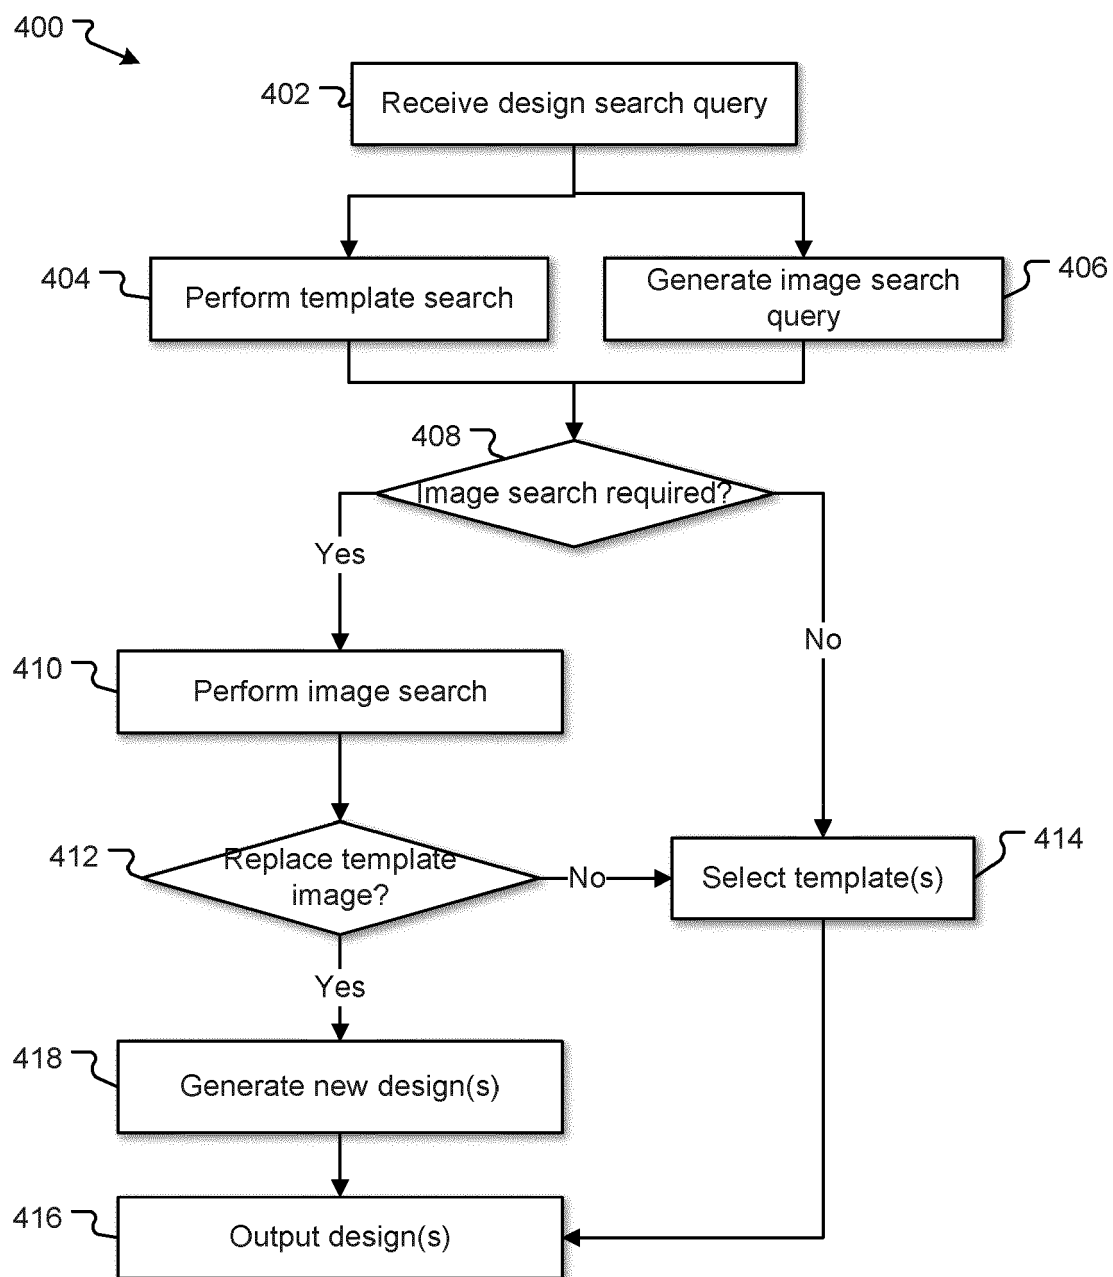 400
402
Receive design search query
404
Perform template search
Generate image search
query
406
408
Image search required?
Yes
No
410
Perform image search
412
Replace template
image?
No
Select template(s)
414
Yes
418
Generate new design(s)
416
Output design(s)